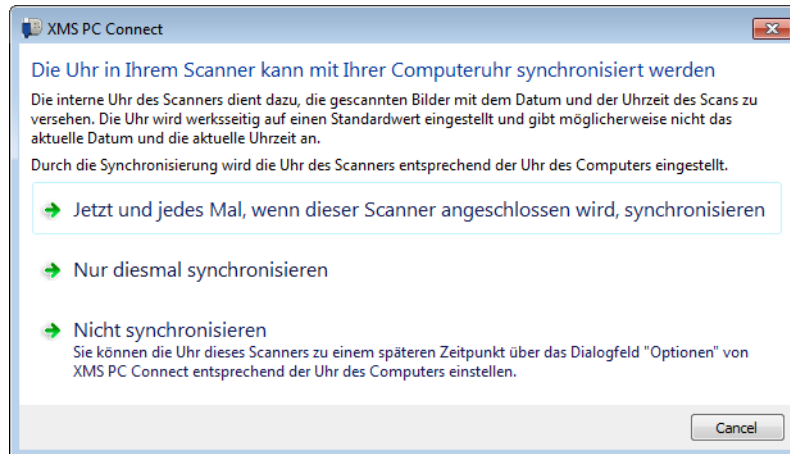 XMS PC Connect
Die Uhr in Ihrem Scanner kann mit Ihrer Computeruhr synchronisiert werden
Die interne Uhr des Scanners dient dazu, die gescannten Bilder mit dem Datum und der Uhrzeit des Scans zu
versehen. Die Uhr wird werksseitig auf einen Standardwert eingestellt und gibt möglicherweise nicht das
aktuelle Datum und die aktuelle Uhrzeit an.
Durch die Synchronisierung wird die Uhr des Scanners entsprechend der Uhr des Computers eingestellt.
Jetzt und jedes Mal, wenn dieser Scanner angeschlossen wird, synchronisieren
Nur diesmal synchronisieren
Nicht synchronisieren
Sie können die Uhr dieses Scanners zu einem späteren Zeitpunkt über das Dialogfeld "Optionen" von
XMS PC Connect entsprechend der Uhr des Computers einstellen.
Cancel